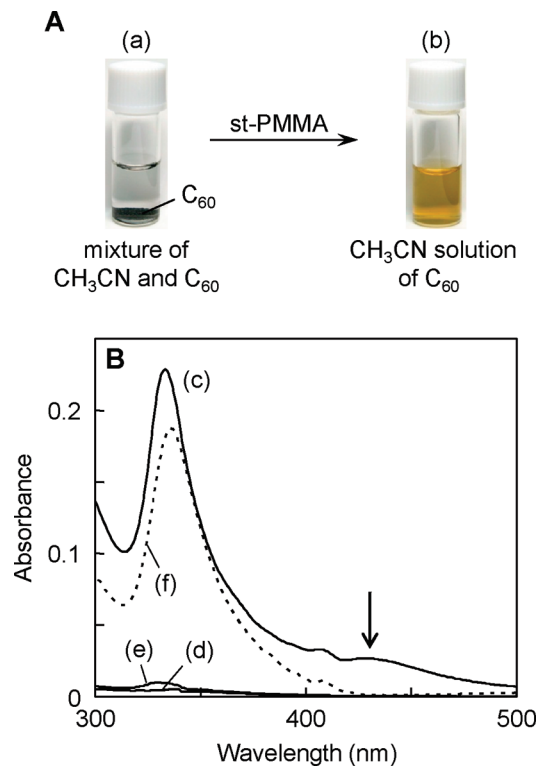 A
(a)
(b)
st-PMMA
C₆₀
mixture of
CH₃CN and C₆₀
CH₃CN solution
of C₆₀
B
(c)
0.2
Absorbance
0.1
(f)
(e)
(d)
0
300
400
500
Wavelength (nm)